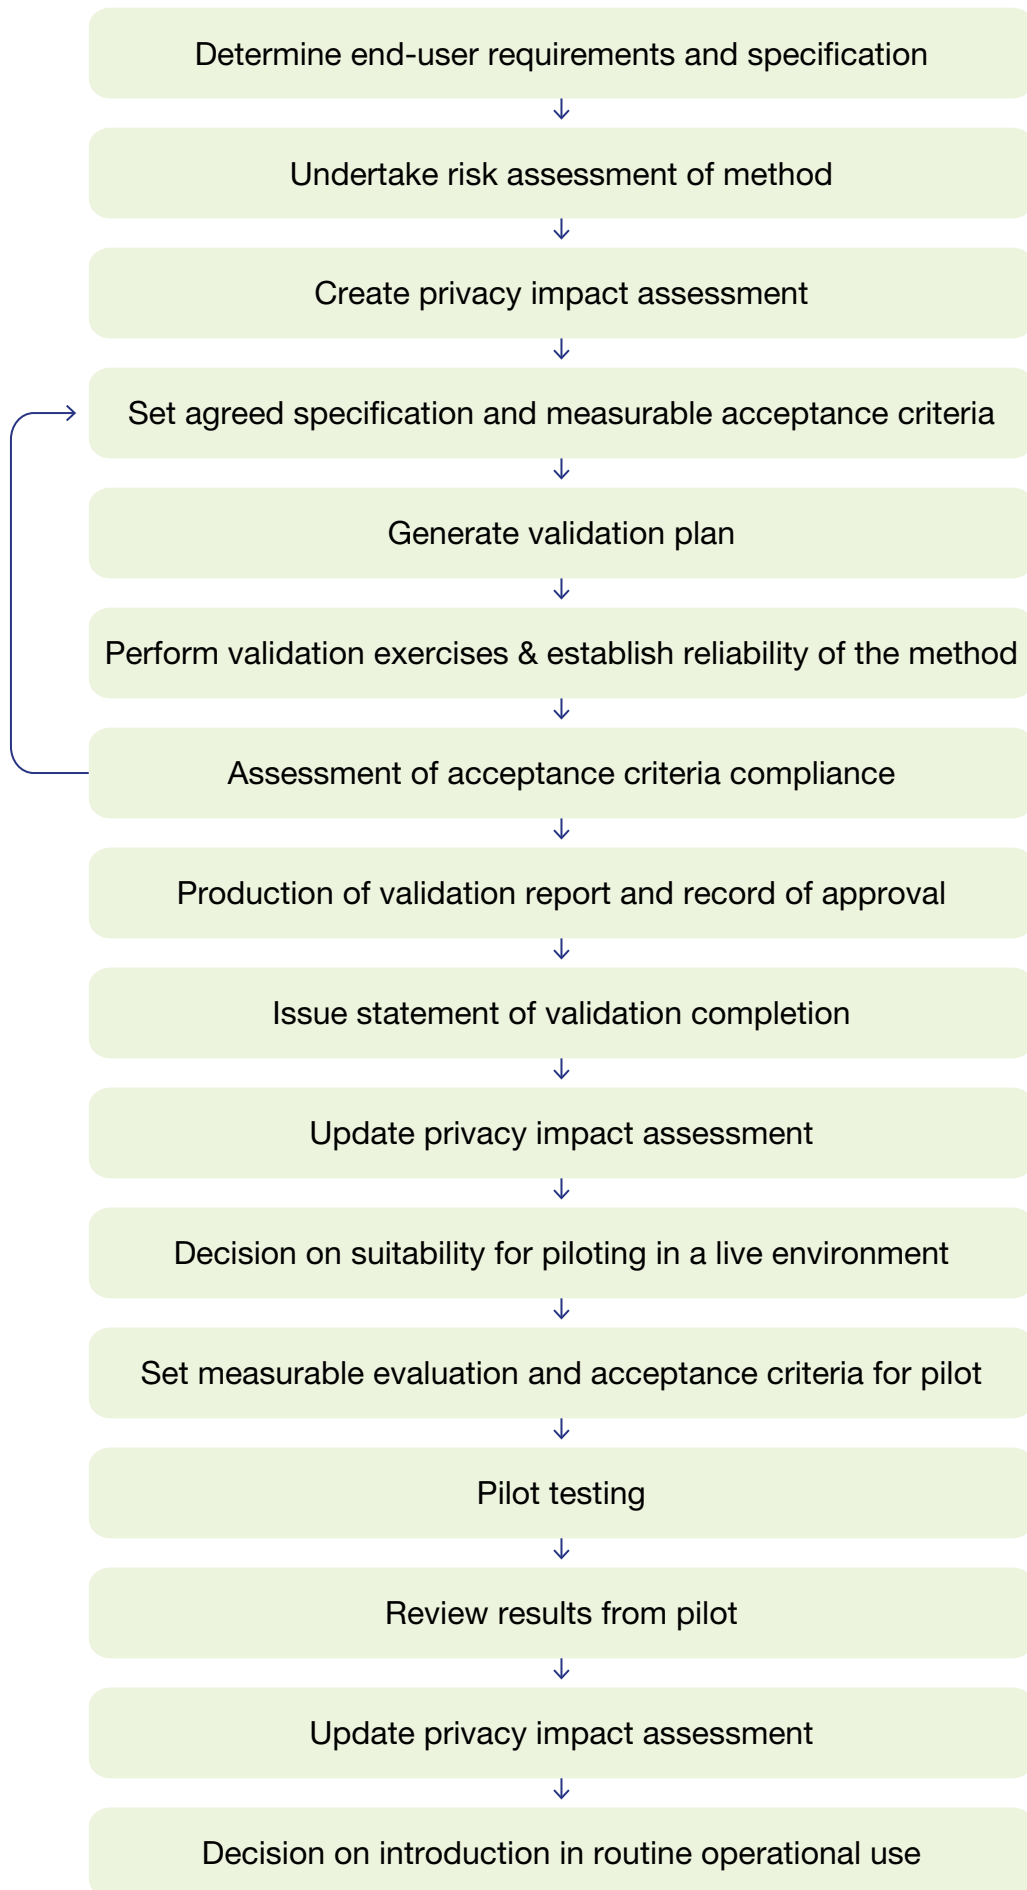 Determine end-user requirements and specification
Undertake risk assessment of method
Create privacy impact assessment
Set agreed specification and measurable acceptance criteria
Generate validation plan
Perform validation exercises & establish reliability of the method
Assessment of acceptance criteria compliance
Production of validation report and record of approval
Issue statement of validation completion
Update privacy impact assessment
Decision on suitability for piloting in a live environment
Set measurable evaluation and acceptance criteria for pilot
Pilot testing
Review results from pilot
Update privacy impact assessment
Decision on introduction in routine operational use